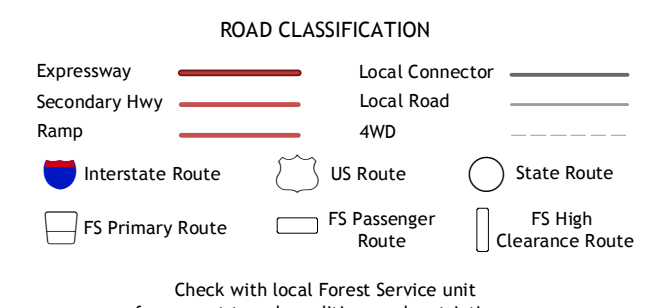 ROAD CLASSIFICATION
Expressway
Local Connector
Secondary Hwy
Local Road
Ramp
4WD
Interstate Route
US Route
State Route
FS Primary Route
FS Passenger
Route
FS High
Clearance Route
Check with local Forest Service unit